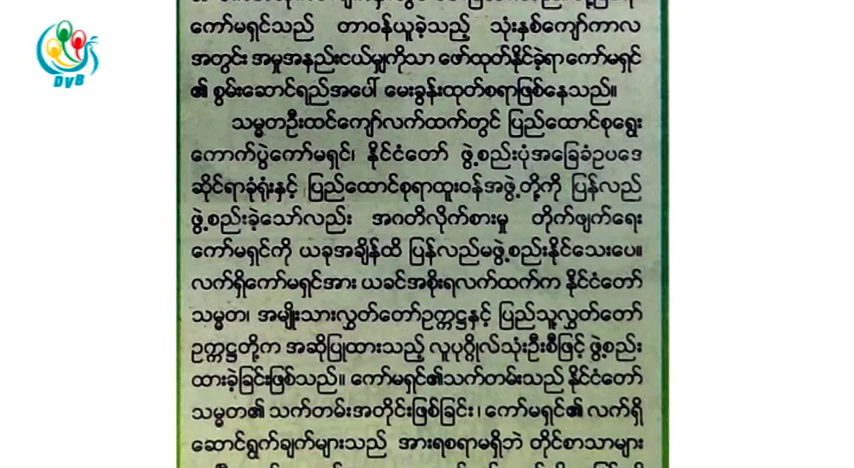 DVB
ကော်မရှင်သည် တာဝန်ယူခဲ့သည့် သုံးနှစ်ကျော်ကာလ
အတွင်း အမှုအနည်းငယ်မျှကိုသာ ဖော်ထုတ်နိုင်ခဲ့ရာ ကော်မရှင်
၏ စွမ်းဆောင်ရည်အပေါ် မေးခွန်းထုတ်စရာဖြစ်နေသည်။
သမ္မတဦးထင်ကျော်လက်ထက်တွင် ပြည်ထောင်စုရွေး
ကောက်ပွဲကော်မရှင်၊ နိုင်ငံတော် ဖွဲ့စည်းပုံအခြေခံဥပဒေ
ဆိုင်ရာခုံရုံးနှင့် ပြည်ထောင်စုရာထူးဝန်အဖွဲ့တို့ကို ပြန်လည်
ဖွဲ့စည်းခဲ့သော်လည်း အဂတိလိုက်စားမှု တိုက်ဖျက်ရေး
ကော်မရှင်ကို ယခုအချိန်ထိ ပြန်လည်မဖွဲ့စည်းနိုင်သေးပေ။
လက်ရှိကော်မရှင်အား ယခင်အစိုးရလက်ထက်က နိုင်ငံတော်
သမ္မတ၊ အမျိုးသားလွှတ်တော်ဥက္ကဋ္ဌနှင့် ပြည်သူ့လွှတ်တော်
ဥက္ကဋ္ဌတို့က အဆိုပြုထားသည့် လူပုဂ္ဂိုလ်သုံးဦးစီဖြင့် ဖွဲ့စည်း
ထားခဲ့ခြင်းဖြစ်သည်။ ကော်မရှင်၏သက်တမ်းသည် နိုင်ငံတော်
သမ္မတ၏ သက်တမ်းအတိုင်းဖြစ်ခြင်း၊ ကော်မရှင်၏ လက်ရှိ
ဆောင်ရွက်ချက်များသည် အားရစရာမရှိဘဲ တိုင်စာသာများ